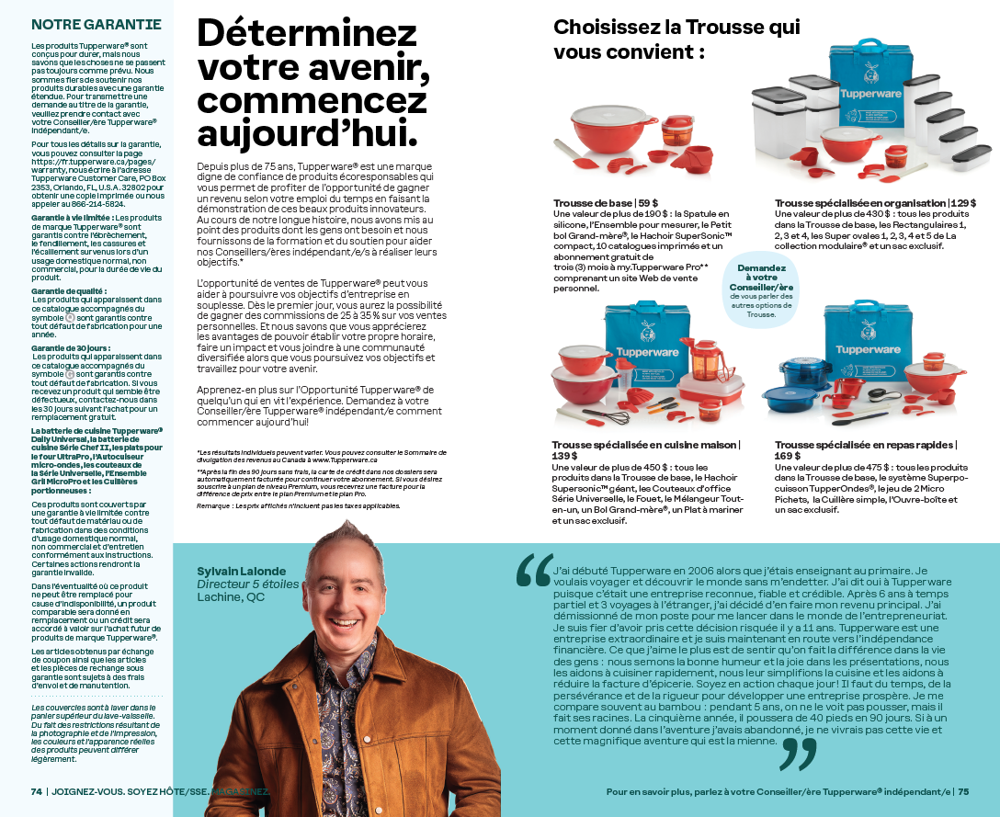 NOTRE GARANTIE
Les produits Tupperware® sont
conçus pour durer, mais nous
savons que les choses ne se passent
pas toujours comme prévu. Nous
sommes fiers de soutenir nos
produits durables avec une garantie
étendue. Pour transmettre une
demande au titre de la garantie,
veuillez prendre contact avec
votre Conseiller/ère Tupperware®
indépendant/e.
Pour tous les détails sur la garantie,
vous pouvez consulter la page
https://fr.tupperware.ca/pages/
warranty, nous écrire à l'adresse
Tupperware Customer Care, PO Box
2353, Orlando, FL, U.S.A. 32802 pour
obtenir une copie imprimée ou nous
appeler au 866-214-5824.
Garantie à vie limitée : Les produits
de marque Tupperware® sont
garantis contre l'ébrèchement,
le fendillement, les cassures et
l'écaillement survenus lors d'un
usage domestique normal, non
commercial, pour la durée de vie du
produit.
Garantie de qualité :
Les produits qui apparaissent dans
ce catalogue accompagnés du
symbole Q sont garantis contre
tout défaut de fabrication pour une
année.
Garantie de 30 jours :
Les produits qui apparaissent dans
ce catalogue accompagnés du
symbole G sont garantis contre
tout défaut de fabrication. Si vous
recevez un produit qui semble être
défectueux, contactez-nous dans
les 30 jours suivant l'achat pour un
remplacement gratuit.
La batterie de cuisine Tupperware®
Daily Universal, la batterie de
cuisine Série Chef II, les plats pour
le four UltraPro, l'Autocuiseur
micro-ondes, les couteaux de
la Série Universelle, l'Ensemble
Gril MicroPro et les Cuillères
portionneuses :
Ces produits sont couverts par
une garantie à vie limitée contre
tout défaut de matériau ou de
fabrication dans des conditions
d'usage domestique normal,
non commercial et d'entretien
conformément aux instructions.
Certaines actions rendront la
garantie invalide.
Dans l'éventualité où ce produit
ne peut être remplacé pour
cause d'indisponibilité, un produit
comparable sera donné en
remplacement ou un crédit sera
accordé à valoir sur l'achat futur de
produits de marque Tupperware®.
Les articles obtenus par échange
de coupon ainsi que les articles
et les pièces de rechange sous
garantie sont sujets à des frais
d'envoi et de manutention.
Les couvercles sont à laver dans le
panier supérieur du lave-vaisselle.
Du fait des restrictions résultant de
la photographie et de l'impression,
les couleurs et l'apparence réelles
des produits peuvent différer
légèrement.
74 | JOIGNEZ-VOUS. SOYEZ HÔTE/SSE. MAGASINEZ.
Déterminez
votre avenir,
commencez
aujourd'hui.
Depuis plus de 75 ans, Tupperware® est une marque
digne de confiance de produits écoresponsables qui
vous permet de profiter de l'opportunité de gagner
un revenu selon votre emploi du temps en faisant la
démonstration de ces beaux produits innovateurs.
Au cours de notre longue histoire, nous avons mis au
point des produits dont les gens ont besoin et nous
fournissons de la formation et du soutien pour aider
nos Conseillers/ères indépendant/e/s à réaliser leurs
objectifs.*
L'opportunité de ventes de Tupperware® peut vous
aider à poursuivre vos objectifs d'entreprise en
souplesse. Dès le premier jour, vous aurez la possibilité
de gagner des commissions de 25 à 35 % sur vos ventes
personnelles. Et nous savons que vous apprécierez
les avantages de pouvoir établir votre propre horaire,
faire un impact et vous joindre à une communauté
diversifiée alors que vous poursuivez vos objectifs et
travaillez pour votre avenir.
Apprenez-en plus sur l'Opportunité Tupperware® de
quelqu'un qui en vit l'expérience. Demandez à votre
Conseiller/ère Tupperware® indépendant/e comment
commencer aujourd'hui!
*Les résultats individuels peuvent varier. Vous pouvez consulter le Sommaire de
divulgation des revenus au Canada à www.Tupperware.ca
**Après la fin des 90 jours sans frais, la carte de crédit dans nos dossiers sera
automatiquement facturée pour continuer votre abonnement. Si vous désirez
souscrire à un plan de niveau Premium, vous recevrez une facture pour la
différence de prix entre le plan Premium et le plan Pro.
Remarque : Les prix affichés n'incluent pas les taxes applicables.
Sylvain Lalonde
Directeur 5 étoiles
Lachine, QC
Choisissez la Trousse qui
vous convient :
Tupperware
Trousse de base | 59 $
Une valeur de plus de 190 $ : la Spatule en
silicone, l'Ensemble pour mesurer, le Petit
bol Grand-mère®, le Hachoir SuperSonic™
compact, 10 catalogues imprimés et un
abonnement gratuit de
trois (3) mois à my.Tupperware Pro**
comprenant un site Web de vente
personnel.
Trousse spécialisée en organisation | 129 $
Une valeur de plus de 430 $ : tous les produits
dans la Trousse de base, les Rectangulaires 1,
2, 3 et 4, les Super ovales 1, 2, 3, 4 et 5 de La
collection modulaire® et un sac exclusif.
Demandez
à votre
Conseiller/ère
de vous parler des
autres options de
Trousse.
Tupperware
Tupperware
Trousse spécialisée en cuisine maison |
139 $
Une valeur de plus de 450 $ : tous les
produits dans la Trousse de base, le Hachoir
Supersonic™ géant, les Couteaux d'office
Série Universelle, le Fouet, le Mélangeur Tout-
en-un, un Bol Grand-mère®, un Plat à mariner
et un sac exclusif.
Trousse spécialisée en repas rapides |
169 $
Une valeur de plus de 475 $ : tous les produits
dans la Trousse de base, le système Superpo-
cuisson TupperOndes®, le jeu de 2 Micro
Pichets, la Cuillère simple, l'Ouvre-boîte et
un sac exclusif.
“ J'ai débuté Tupperware en 2006 alors que j'étais enseignant au primaire. Je
voulais voyager et découvrir le monde sans m'endetter. J'ai dit oui à Tupperware
puisque c'était une entreprise reconnue, fiable et crédible. Après 6 ans à temps
partiel et 3 voyages à l'étranger, j'ai décidé d'en faire mon revenu principal. J'ai
démissionné de mon poste pour me lancer dans le monde de l'entrepreneuriat.
Je suis fier d'avoir pris cette décision risquée il y a 11 ans. Tupperware est une
entreprise extraordinaire et je suis maintenant en route vers l'indépendance
financière. Ce que j'aime le plus est de sentir qu'on fait la différence dans la vie
des gens : nous semons la bonne humeur et la joie dans les présentations, nous
les aidons à cuisiner rapidement, nous leur simplifions la cuisine et les aidons à
réduire la facture d'épicerie. Soyez en action chaque jour! Il faut du temps, de la
persévérance et de la rigueur pour développer une entreprise prospère. Je me
compare souvent au bambou : pendant 5 ans, on ne le voit pas pousser, mais il
fait ses racines. La cinquième année, il poussera de 40 pieds en 90 jours. Si à un
moment donné dans l'aventure j'avais abandonné, je ne vivrais pas cette vie et
cette magnifique aventure qui est la mienne. ”
Pour en savoir plus, parlez à votre Conseiller/ère Tupperware® indépendant/e | 75